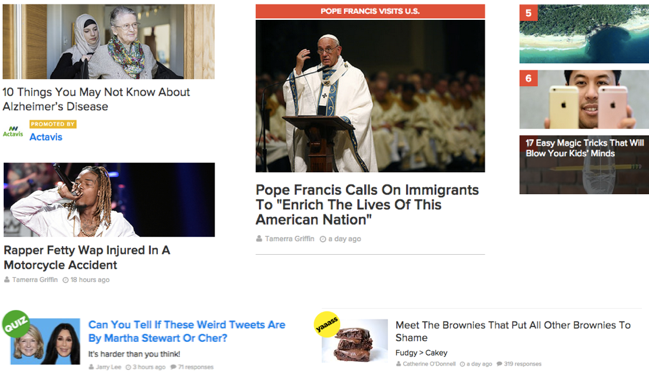 10 Things You May Not Know About
Alzheimer's Disease
Actavis
PROMOTED BY
Actavis
Rapper Fetty Wap Injured In A
Motorcycle Accident
Tamerra Griffin 18 hours ago
POPE FRANCIS VISITS U.S.
Pope Francis Calls On Immigrants
To "Enrich The Lives Of This
American Nation"
Tamerra Griffin a day ago
5
6
17 Easy Magic Tricks That Will
Blow Your Kids' Minds
QUIZ
Can You Tell If These Weird Tweets Are
By Martha Stewart Or Cher?
It's harder than you think!
Jarry Lee 3 hours ago 71 responses
yaaass
Meet The Brownies That Put All Other Brownies To
Shame
Fudgy > Cakey
Catherine O'Donnell a day ago 319 responses